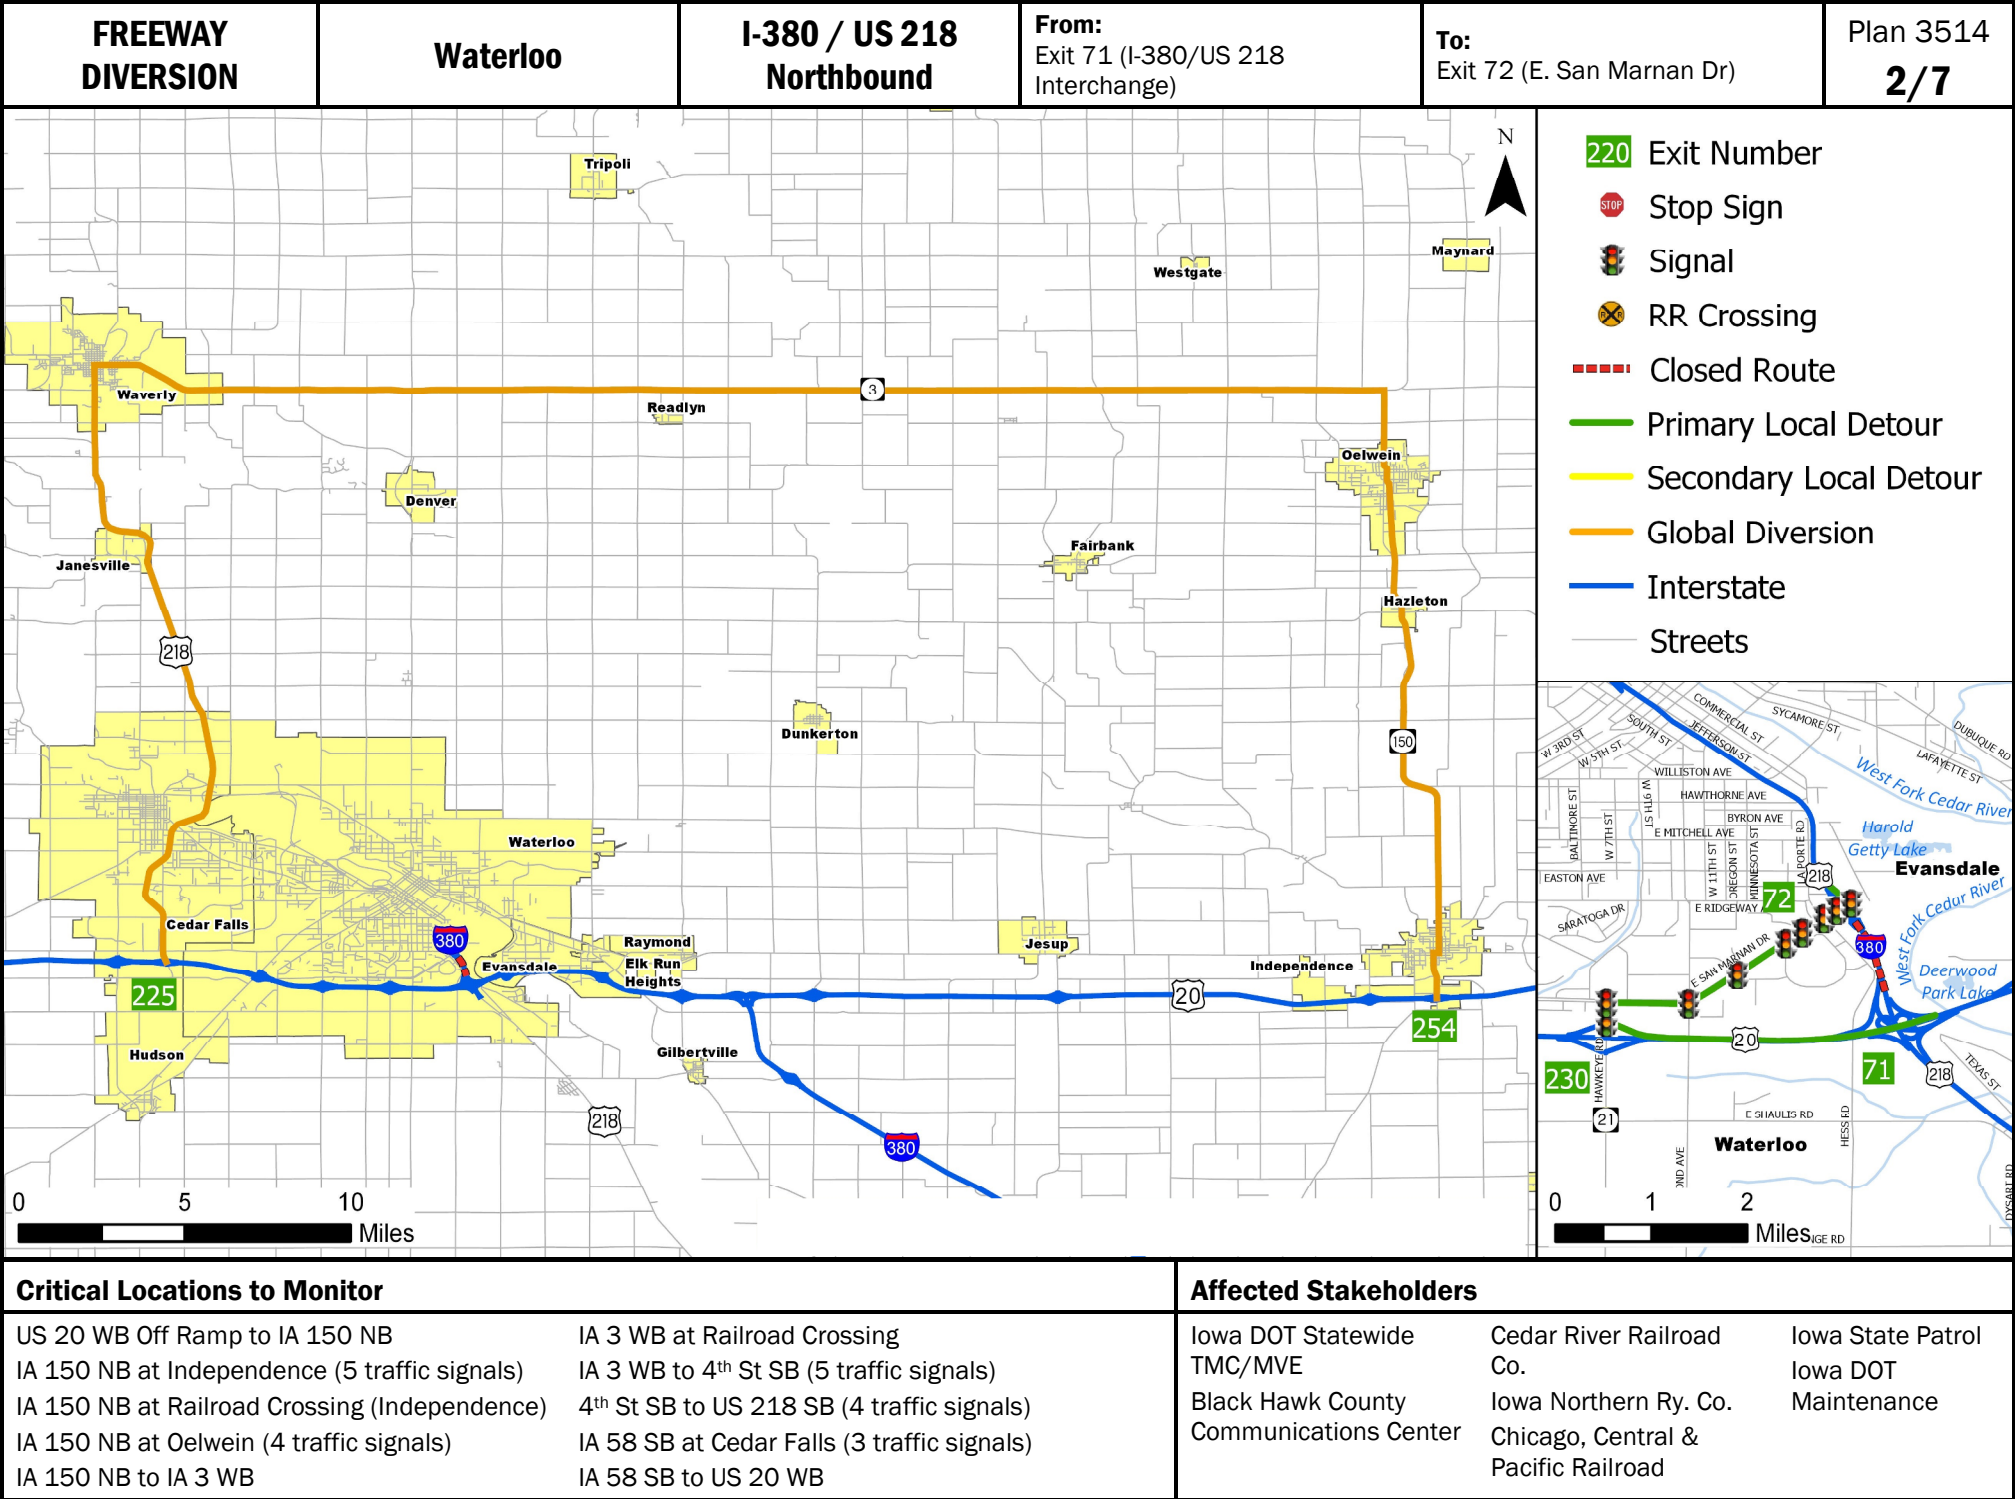 FREEWAY
DIVERSION
Waterloo
I-380 / US 218
Northbound
From:
Exit 71 (I-380/US 218
Interchange)
To:
Exit 72 (E. San Marnan Dr)
Plan 3514
2/7
Tripoli
N
Maynard
Westgate
Waverly
3
Readlyn
Oelwein
Denver
Fairbank
Janesville
Hazleton
218
Dunkerton
150
Waterloo
Cedar Falls
380
Raymond
Jesup
Evansdale
Elk Run
Heights
Independence
225
20
254
Hudson
Gilbertville
218
380
0 5 10
Miles
220 Exit Number
STOP Stop Sign
Signal
RR Crossing
Closed Route
Primary Local Detour
Secondary Local Detour
Global Diversion
Interstate
Streets
COMMERCIAL ST
SYCAMORE ST
DUBUQUE RD
SOUTH ST
JEFFERSON ST
W 3RD ST
W 5TH ST
LAFAYETTE ST
WILLISTON AVE
West Fork Cedar River
W 9TH ST
HAWTHORNE AVE
BALTIMORE ST
W 7TH ST
BYRON AVE
E MITCHELL AVE
LA PORTE RD
Harold
Getty Lake
W 11TH ST
OREGON ST
MINNESOTA ST
Evansdale
EASTON AVE
218
72
E RIDGEWAY
SARATOGA DR
West Fork Cedar River
380
E SAN MARNAN DR
Deerwood
Park Lake
20
HAWKEYE RD
230
71
218
TEXAS ST
21
E SHAULIS RD
HESS RD
Waterloo
OND AVE
DYSART RD
0 1 2
Miles
NGE RD
Critical Locations to Monitor
US 20 WB Off Ramp to IA 150 NB
IA 150 NB at Independence (5 traffic signals)
IA 150 NB at Railroad Crossing (Independence)
IA 150 NB at Oelwein (4 traffic signals)
IA 150 NB to IA 3 WB
IA 3 WB at Railroad Crossing
IA 3 WB to 4th St SB (5 traffic signals)
4th St SB to US 218 SB (4 traffic signals)
IA 58 SB at Cedar Falls (3 traffic signals)
IA 58 SB to US 20 WB
Affected Stakeholders
Iowa DOT Statewide
TMC/MVE
Black Hawk County
Communications Center
Cedar River Railroad
Co.
Iowa Northern Ry. Co.
Chicago, Central &
Pacific Railroad
Iowa State Patrol
Iowa DOT
Maintenance